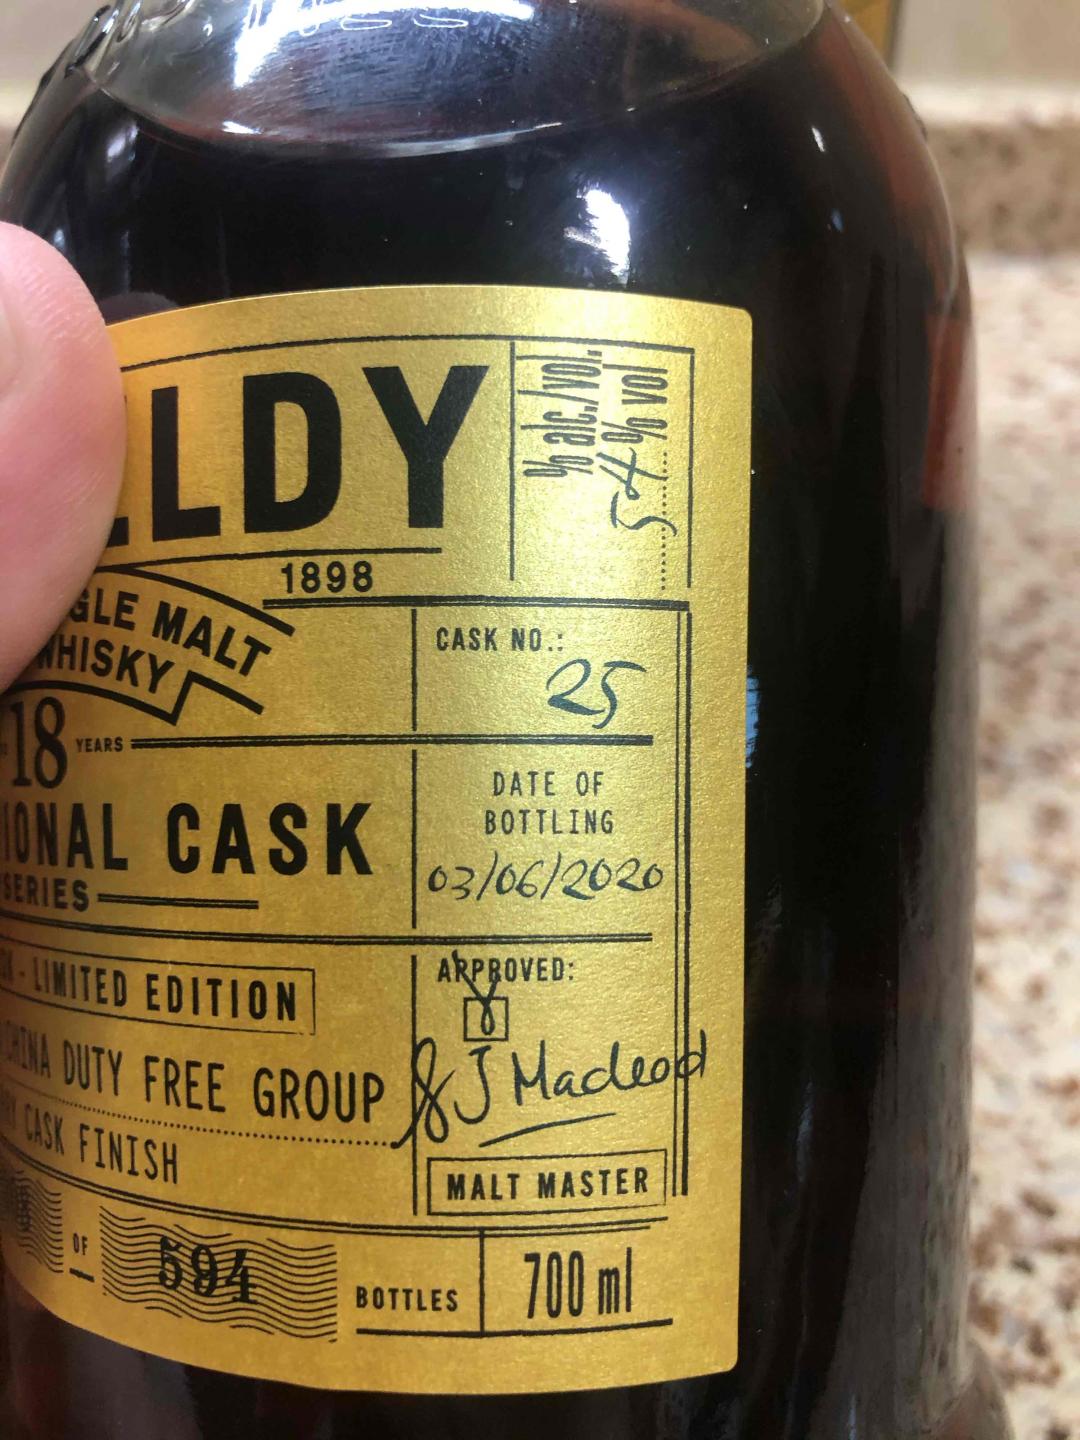 LLDY
% alc./vol.
54% vol
1898
GLE MALT
WHISKY
CASK NO.:
25
18 YEARS
DATE OF
BOTTLING
03/06/2020
IONAL CASK
SERIES
- LIMITED EDITION
APPROVED:
CHINA DUTY FREE GROUP
J Macleod
CASK FINISH
MALT MASTER
OF 594 BOTTLES
700 ml